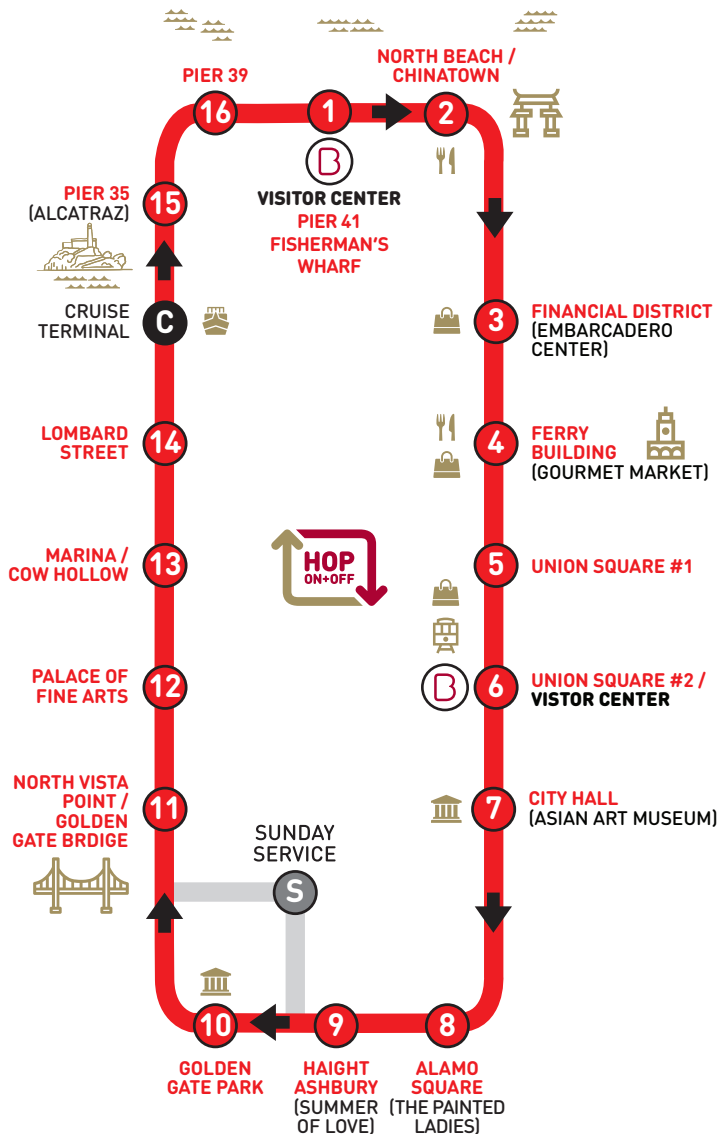 PIER 39
16
1
VISITOR CENTER
PIER 41
FISHERMAN'S
WHARF
NORTH BEACH /
CHINATOWN
2
3
FINANCIAL DISTRICT
(EMBARCADERO
CENTER)
4
FERRY
BUILDING
(GOURMET MARKET)
5
UNION SQUARE #1
B
6
UNION SQUARE #2 /
VISTOR CENTER
7
CITY HALL
(ASIAN ART MUSEUM)
8
ALAMO
SQUARE
(THE PAINTED
LADIES)
9
HAIGHT
ASHBURY
(SUMMER
OF LOVE)
10
GOLDEN
GATE PARK
SUNDAY
SERVICE
S
NORTH VISTA
POINT /
GOLDEN
GATE BRDIGE
11
PALACE OF
FINE ARTS
12
MARINA /
COW HOLLOW
13
LOMBARD
STREET
14
CRUISE
TERMINAL
C
PIER 35
(ALCATRAZ)
15
B
HOP
ON+OFF